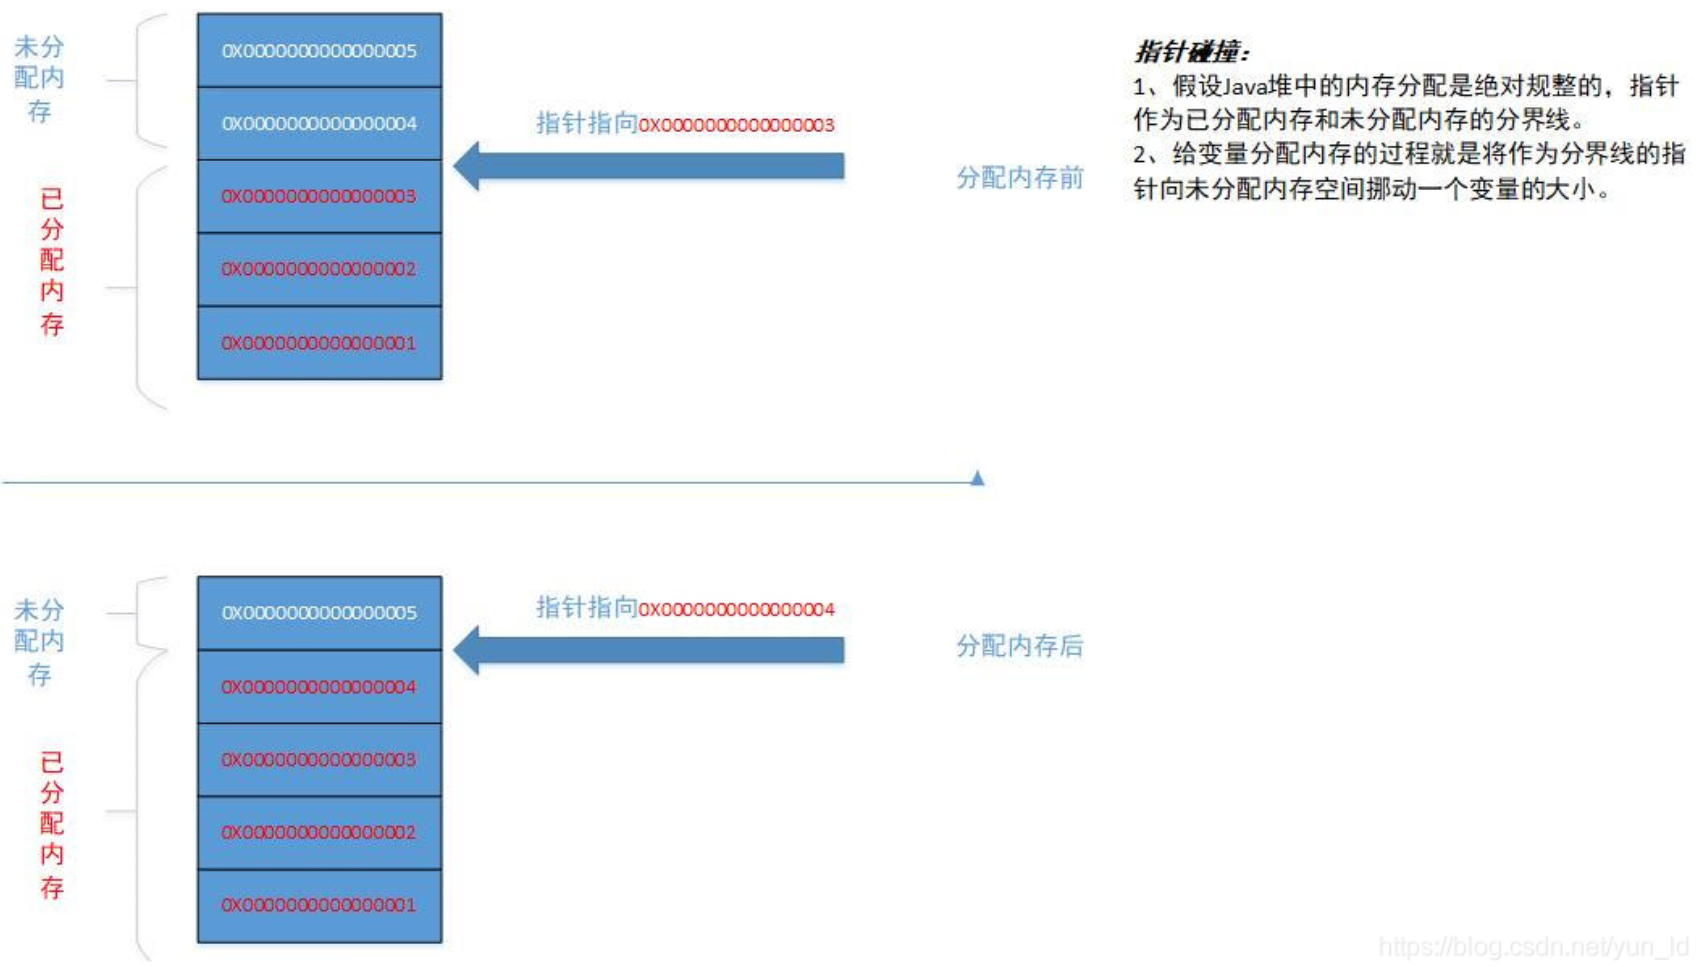 未分
配内
存
0X0000000000000005
0X0000000000000004
指针指向0X0000000000000003
分配内存前
已
分
配
内
存
0X0000000000000003
0X0000000000000002
0X0000000000000001
指针碰撞:
1、假设Java堆中的内存分配是绝对规整的，指针
作为已分配内存和未分配内存的分界线。
2、给变量分配内存的过程就是将作为分界线的指
针向未分配内存空间挪动一个变量的大小。
未分
配内
存
0X0000000000000005
指针指向0X0000000000000004
分配内存后
已
分
配
内
存
0X0000000000000004
0X0000000000000003
0X0000000000000002
0X0000000000000001
https://blog.csdn.net/yun_ld